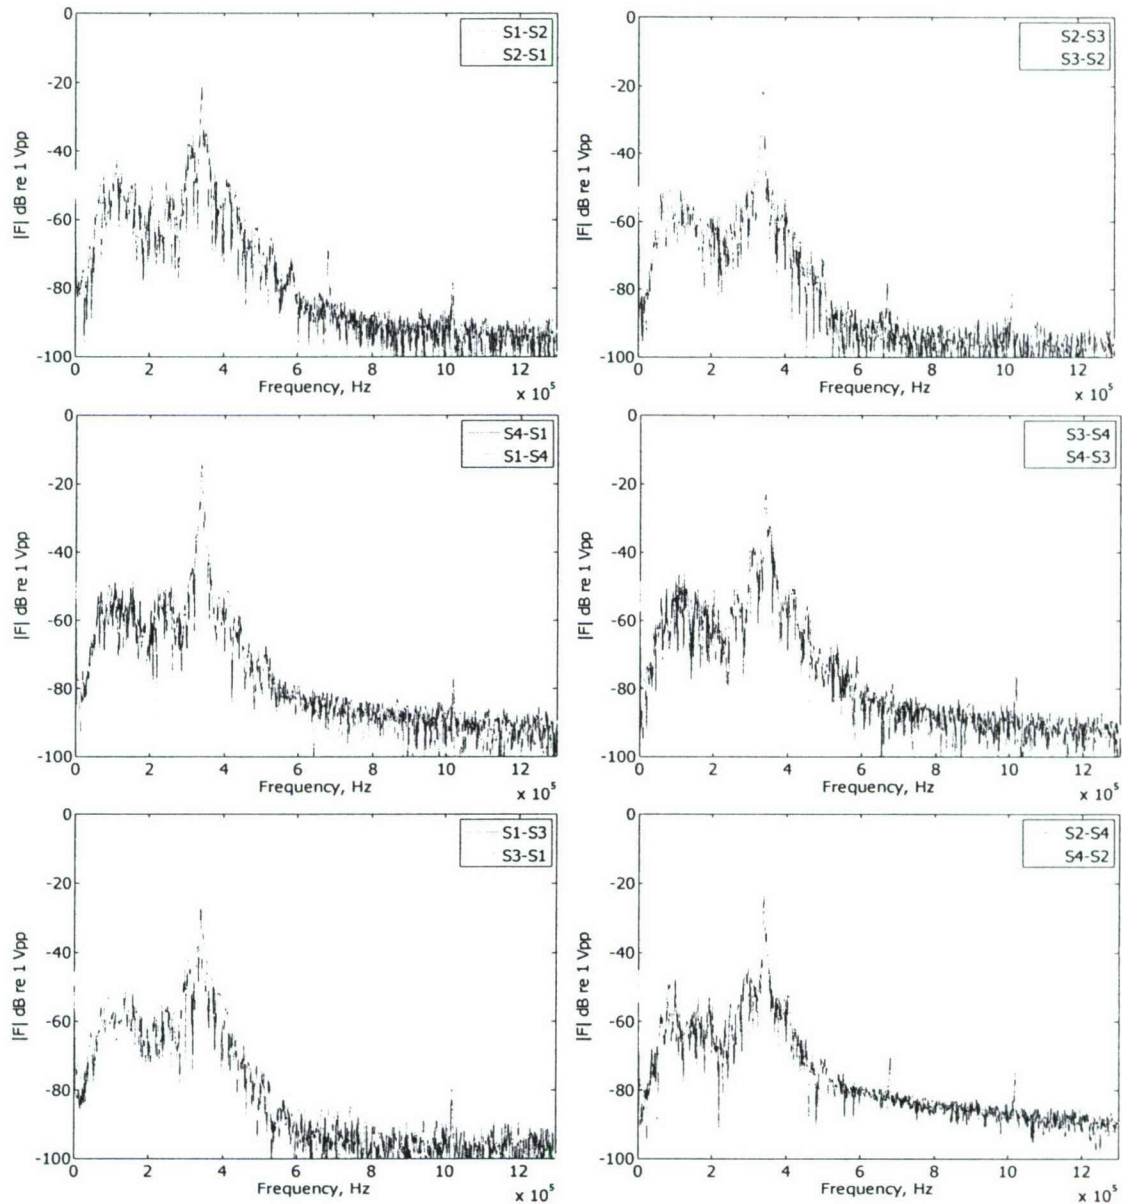 0
-20
-40
-60
-80
-100
|F| dB re 1 Vpp
S1-S2
S2-S1
0 2 4 6 8 10 12
Frequency, Hz
x 10^5
0
-20
-40
-60
-80
-100
|F| dB re 1 Vpp
S2-S3
S3-S2
0 2 4 6 8 10 12
Frequency, Hz
x 10^5
0
-20
-40
-60
-80
-100
|F| dB re 1 Vpp
S4-S1
S1-S4
0 2 4 6 8 10 12
Frequency, Hz
x 10^5
0
-20
-40
-60
-80
-100
|F| dB re 1 Vpp
S3-S4
S4-S3
0 2 4 6 8 10 12
Frequency, Hz
x 10^5
0
-20
-40
-60
-80
-100
|F| dB re 1 Vpp
S1-S3
S3-S1
0 2 4 6 8 10 12
Frequency, Hz
x 10^5
0
-20
-40
-60
-80
-100
|F| dB re 1 Vpp
S2-S4
S4-S2
0 2 4 6 8 10 12
Frequency, Hz
x 10^5